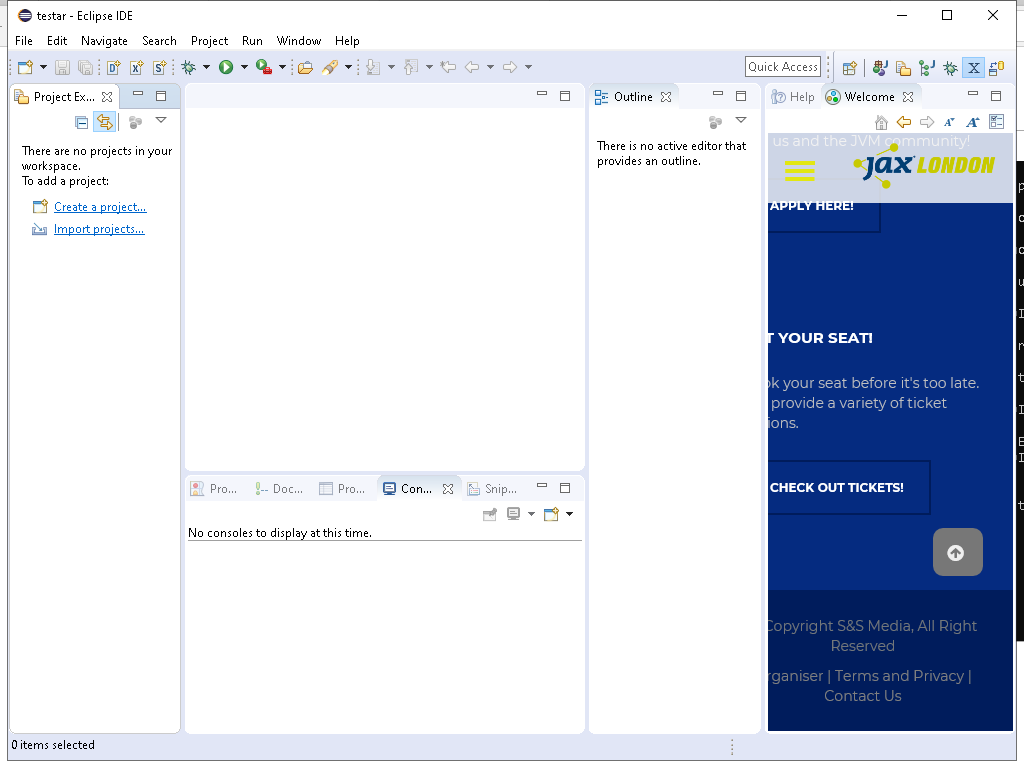 testar - Eclipse IDE
File Edit Navigate Search Project Run Window Help
Quick Access
Project Ex...
There are no projects in your
workspace.
To add a project:
Create a project...
Import projects...
Outline
There is no active editor that
provides an outline.
Help
Welcome
us and the JVM community!
JAX LONDON
APPLY HERE!
T YOUR SEAT!
ok your seat before it's too late.
provide a variety of ticket
ions.
CHECK OUT TICKETS!
Copyright S&S Media, All Right
Reserved
rganiser | Terms and Privacy |
Contact Us
Pro...
Doc...
Pro...
Con...
Snip...
No consoles to display at this time.
0 items selected